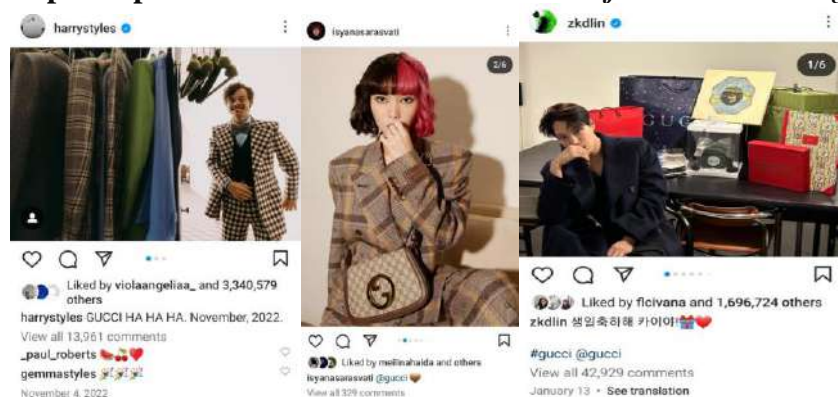 harrystyles
Liked by violaangeliaa_ and 3,340,579
others
harrystyles GUCCI HA HA HA. November, 2022.
View all 13,961 comments
_paul_roberts 🍉🍒❤️
gemmastyles
November 4, 2022
isyanasarasvati
2/6
Liked by meilinahaida and others
isyanasarasvati @gucci 🤎
View all 329 comments
zkdlin
1/6
GUCCI
Liked by flcivana and 1,696,724 others
zkdlin 생일축하해 카이야!🎁❤️
#gucci @gucci
View all 42,929 comments
January 13 • See translation